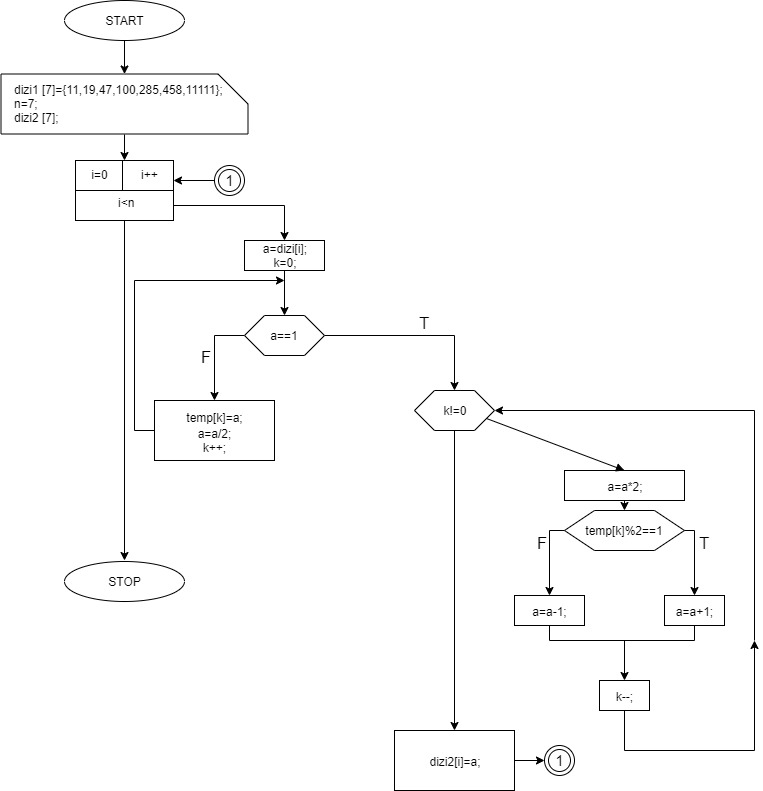 START
dizi1 [7]={11,19,47,100,285,458,11111};
n=7;
dizi2 [7];
i=0
i++
1
i<n
a=dizi[i];
k=0;
a==1
T
F
temp[k]=a;
a=a/2;
k++;
k!=0
a=a*2;
temp[k]%2==1
F
T
STOP
a=a-1;
a=a+1;
k--;
dizi2[i]=a;
1